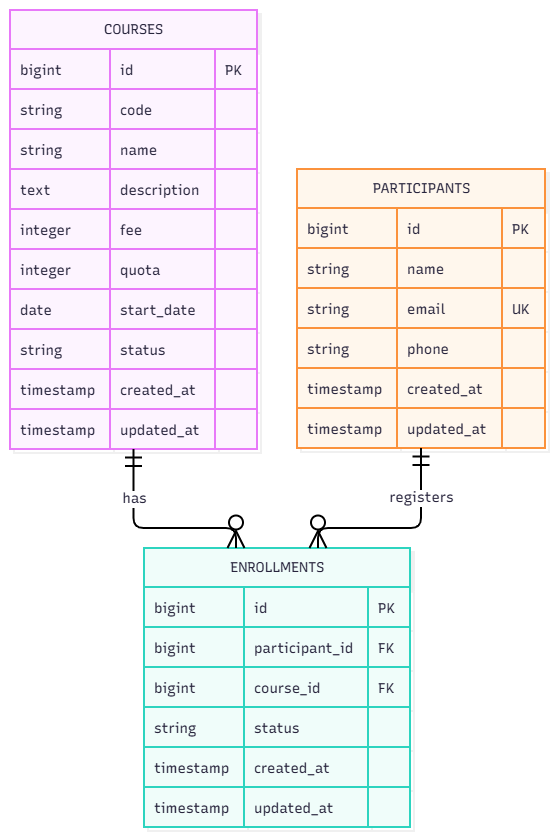 COURSES
bigint id PK
string code
string name
text description
integer fee
integer quota
date start_date
string status
timestamp created_at
timestamp updated_at
PARTICIPANTS
bigint id PK
string name
string email UK
string phone
timestamp created_at
timestamp updated_at
has
registers
ENROLLMENTS
bigint id PK
bigint participant_id FK
bigint course_id FK
string status
timestamp created_at
timestamp updated_at